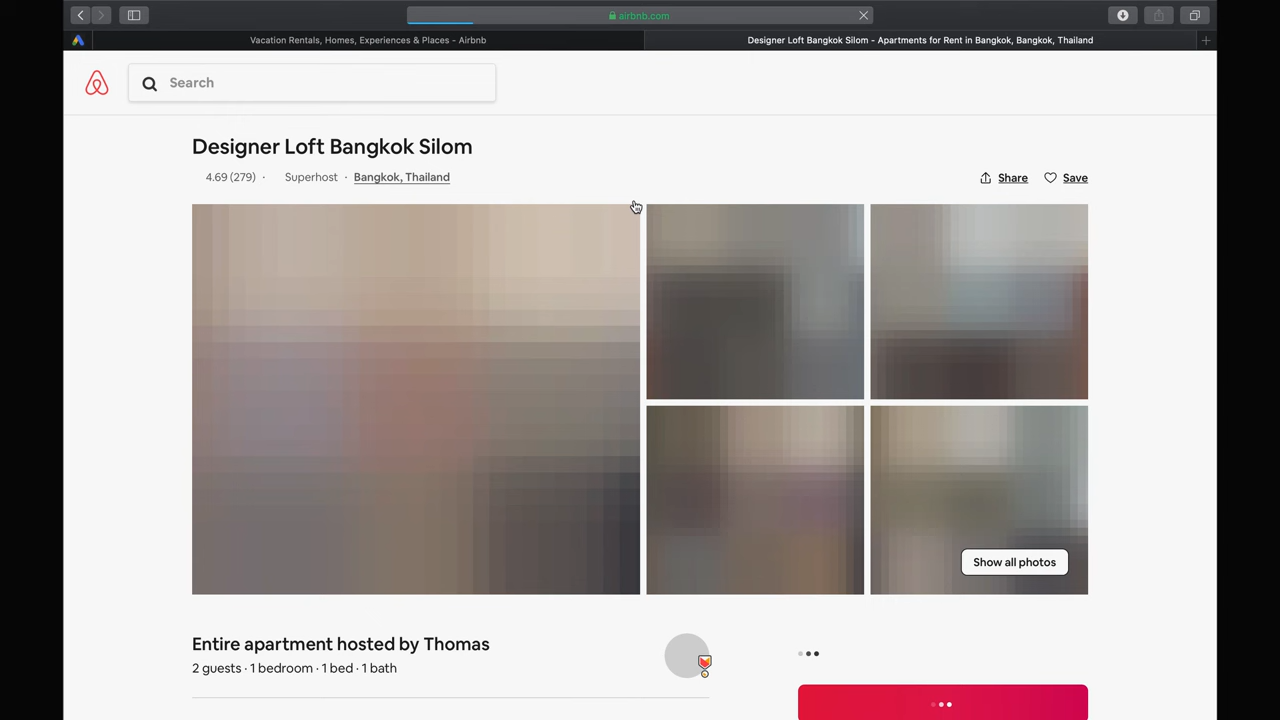 airbnb.com
Vacation Rentals, Homes, Experiences & Places - Airbnb
Designer Loft Bangkok Silom - Apartments for Rent in Bangkok, Bangkok, Thailand
Search
Designer Loft Bangkok Silom
4.69 (279) · Superhost · Bangkok, Thailand
Share Save
Show all photos
Entire apartment hosted by Thomas
2 guests · 1 bedroom · 1 bed · 1 bath